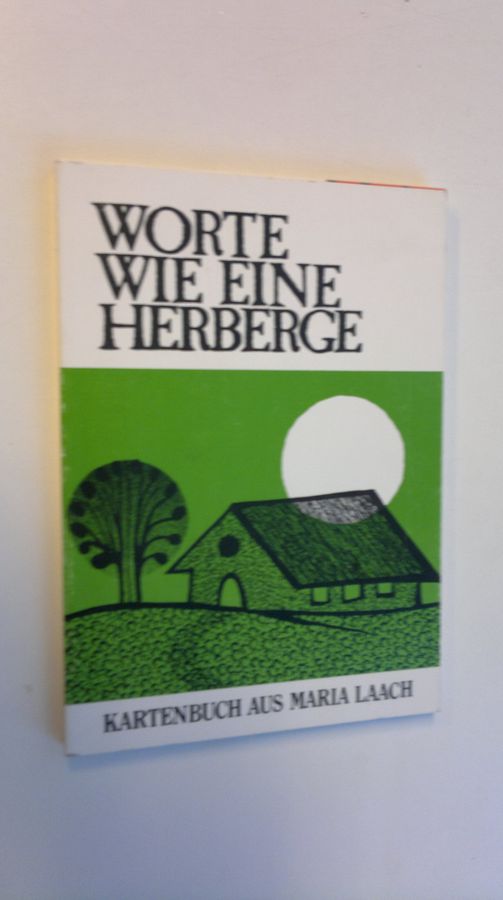 WORTE
WIE EINE
HERBERGE
KARTENBUCH AUS MARIA LAACH